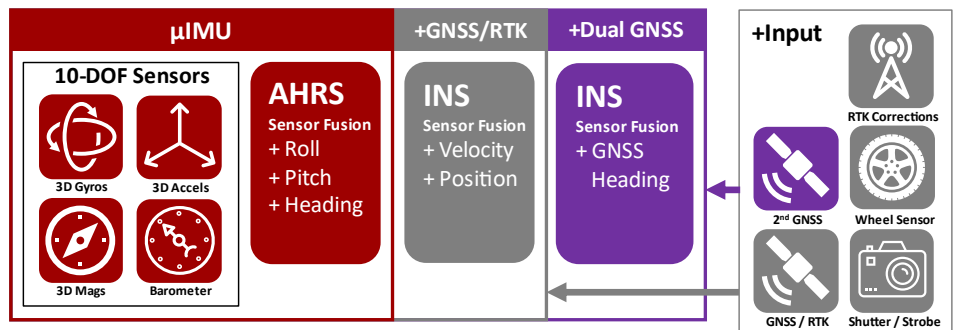 µIMU
10-DOF Sensors
3D Gyros
3D Accels
3D Mags
Barometer
AHRS
Sensor Fusion
+ Roll
+ Pitch
+ Heading
+GNSS/RTK
INS
Sensor Fusion
+ Velocity
+ Position
+Dual GNSS
INS
Sensor Fusion
+ GNSS
Heading
+Input
RTK Corrections
2nd GNSS
Wheel Sensor
GNSS / RTK
Shutter / Strobe